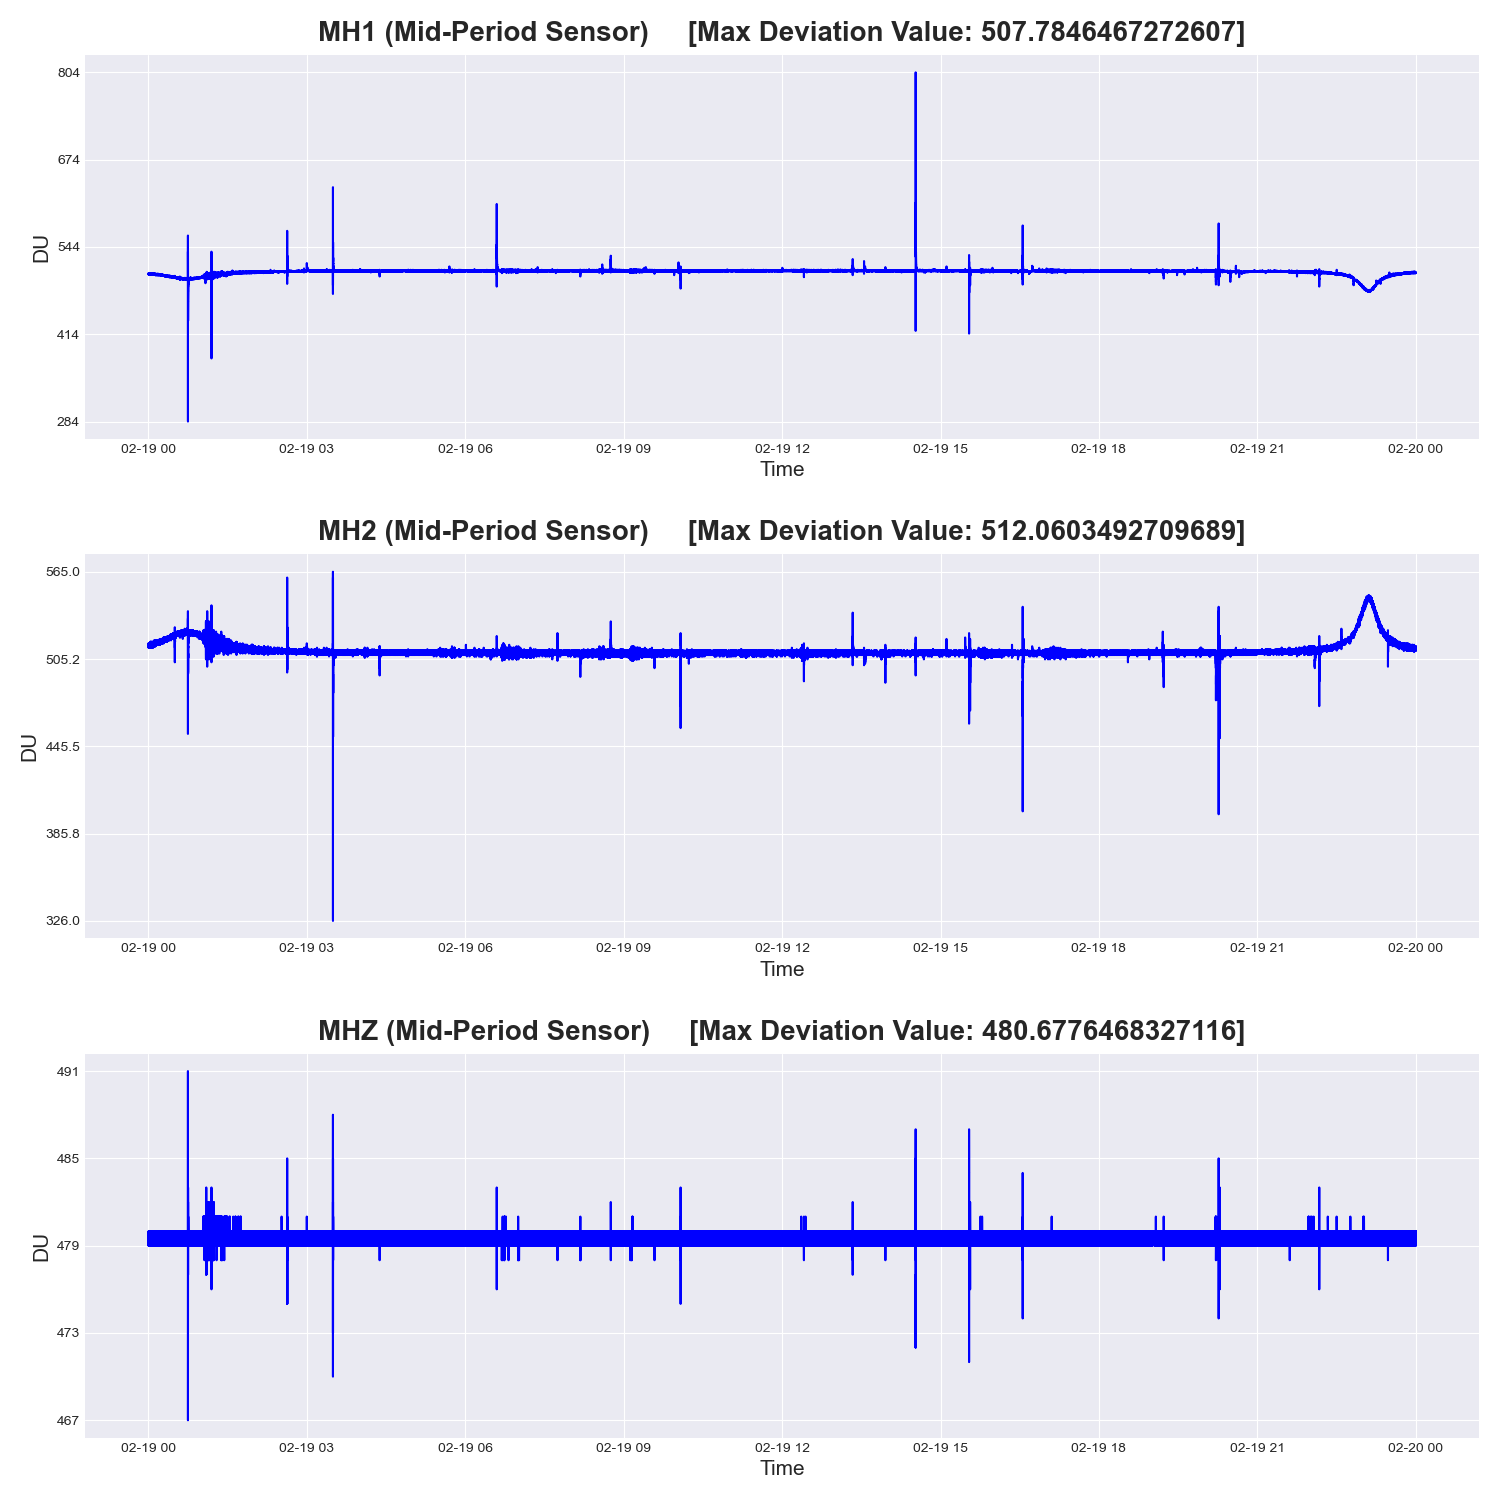 MH1 (Mid-Period Sensor) [Max Deviation Value: 507.7846467272607]
804
674
544
414
284
DU
02-19 00 02-19 03 02-19 06 02-19 09 02-19 12 02-19 15 02-19 18 02-19 21 02-20 00
Time
MH2 (Mid-Period Sensor) [Max Deviation Value: 512.0603492709689]
565.0
505.2
445.5
385.8
326.0
DU
02-19 00 02-19 03 02-19 06 02-19 09 02-19 12 02-19 15 02-19 18 02-19 21 02-20 00
Time
MHZ (Mid-Period Sensor) [Max Deviation Value: 480.6776468327116]
491
485
479
473
467
DU
02-19 00 02-19 03 02-19 06 02-19 09 02-19 12 02-19 15 02-19 18 02-19 21 02-20 00
Time